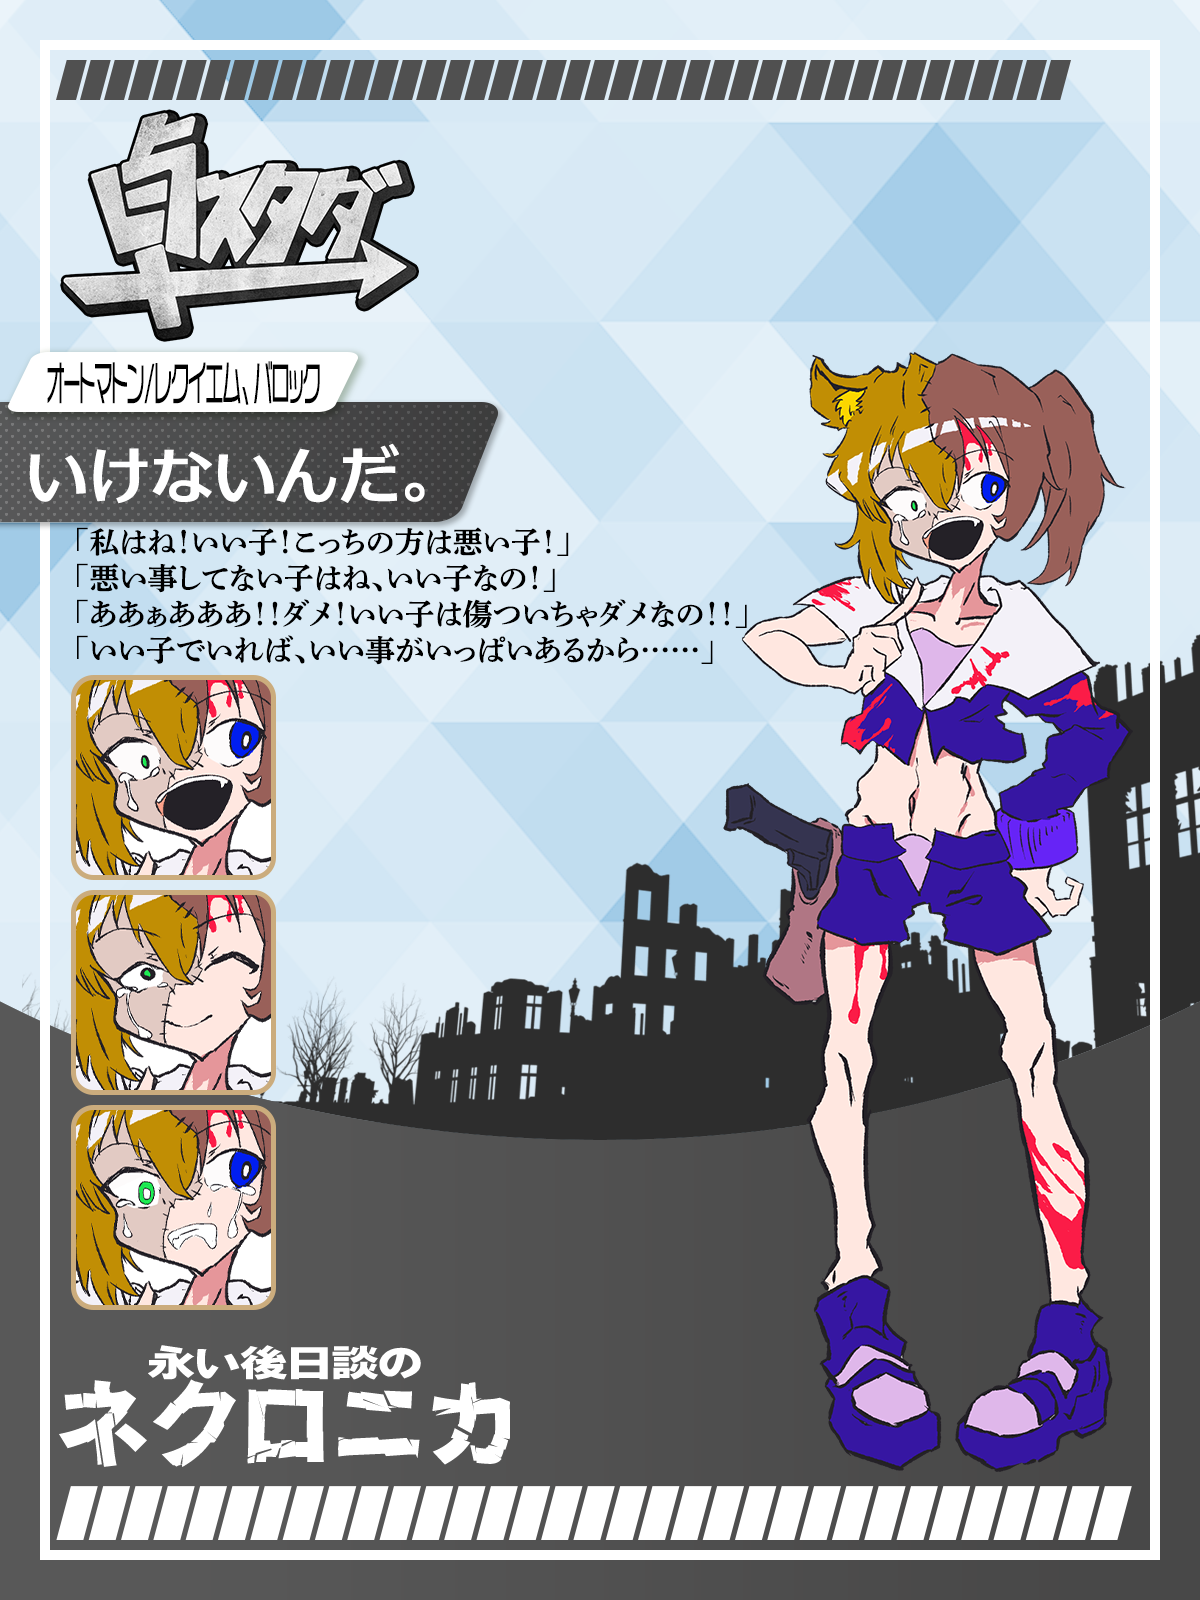 卓スタダ
オートマトン/レクイエム、バロック
いけないんだ。
「私はね!いい子!こっちの方は悪い子!」
「悪い事してない子はね、いい子なの!」
「ああぁあああ!!ダメ!いい子は傷ついちゃダメなの!!」
「いい子でいれば、いい事がいっぱいあるから……」
永い後日談の
ネクロニカ